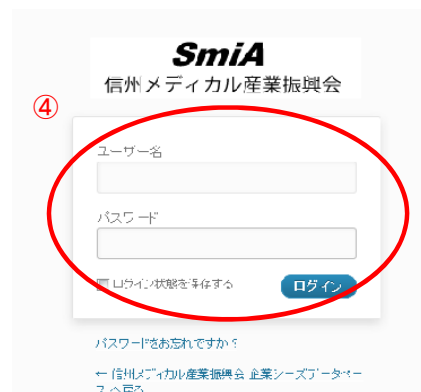 SmiA
信州メディカル産業振興会
④
ユーザー名
パスワード
ログイン状態を保存する
ログイン
パスワードをお忘れですか ?
← 信州メディカル産業振興会 企業シーズデータベー
ス へ戻る